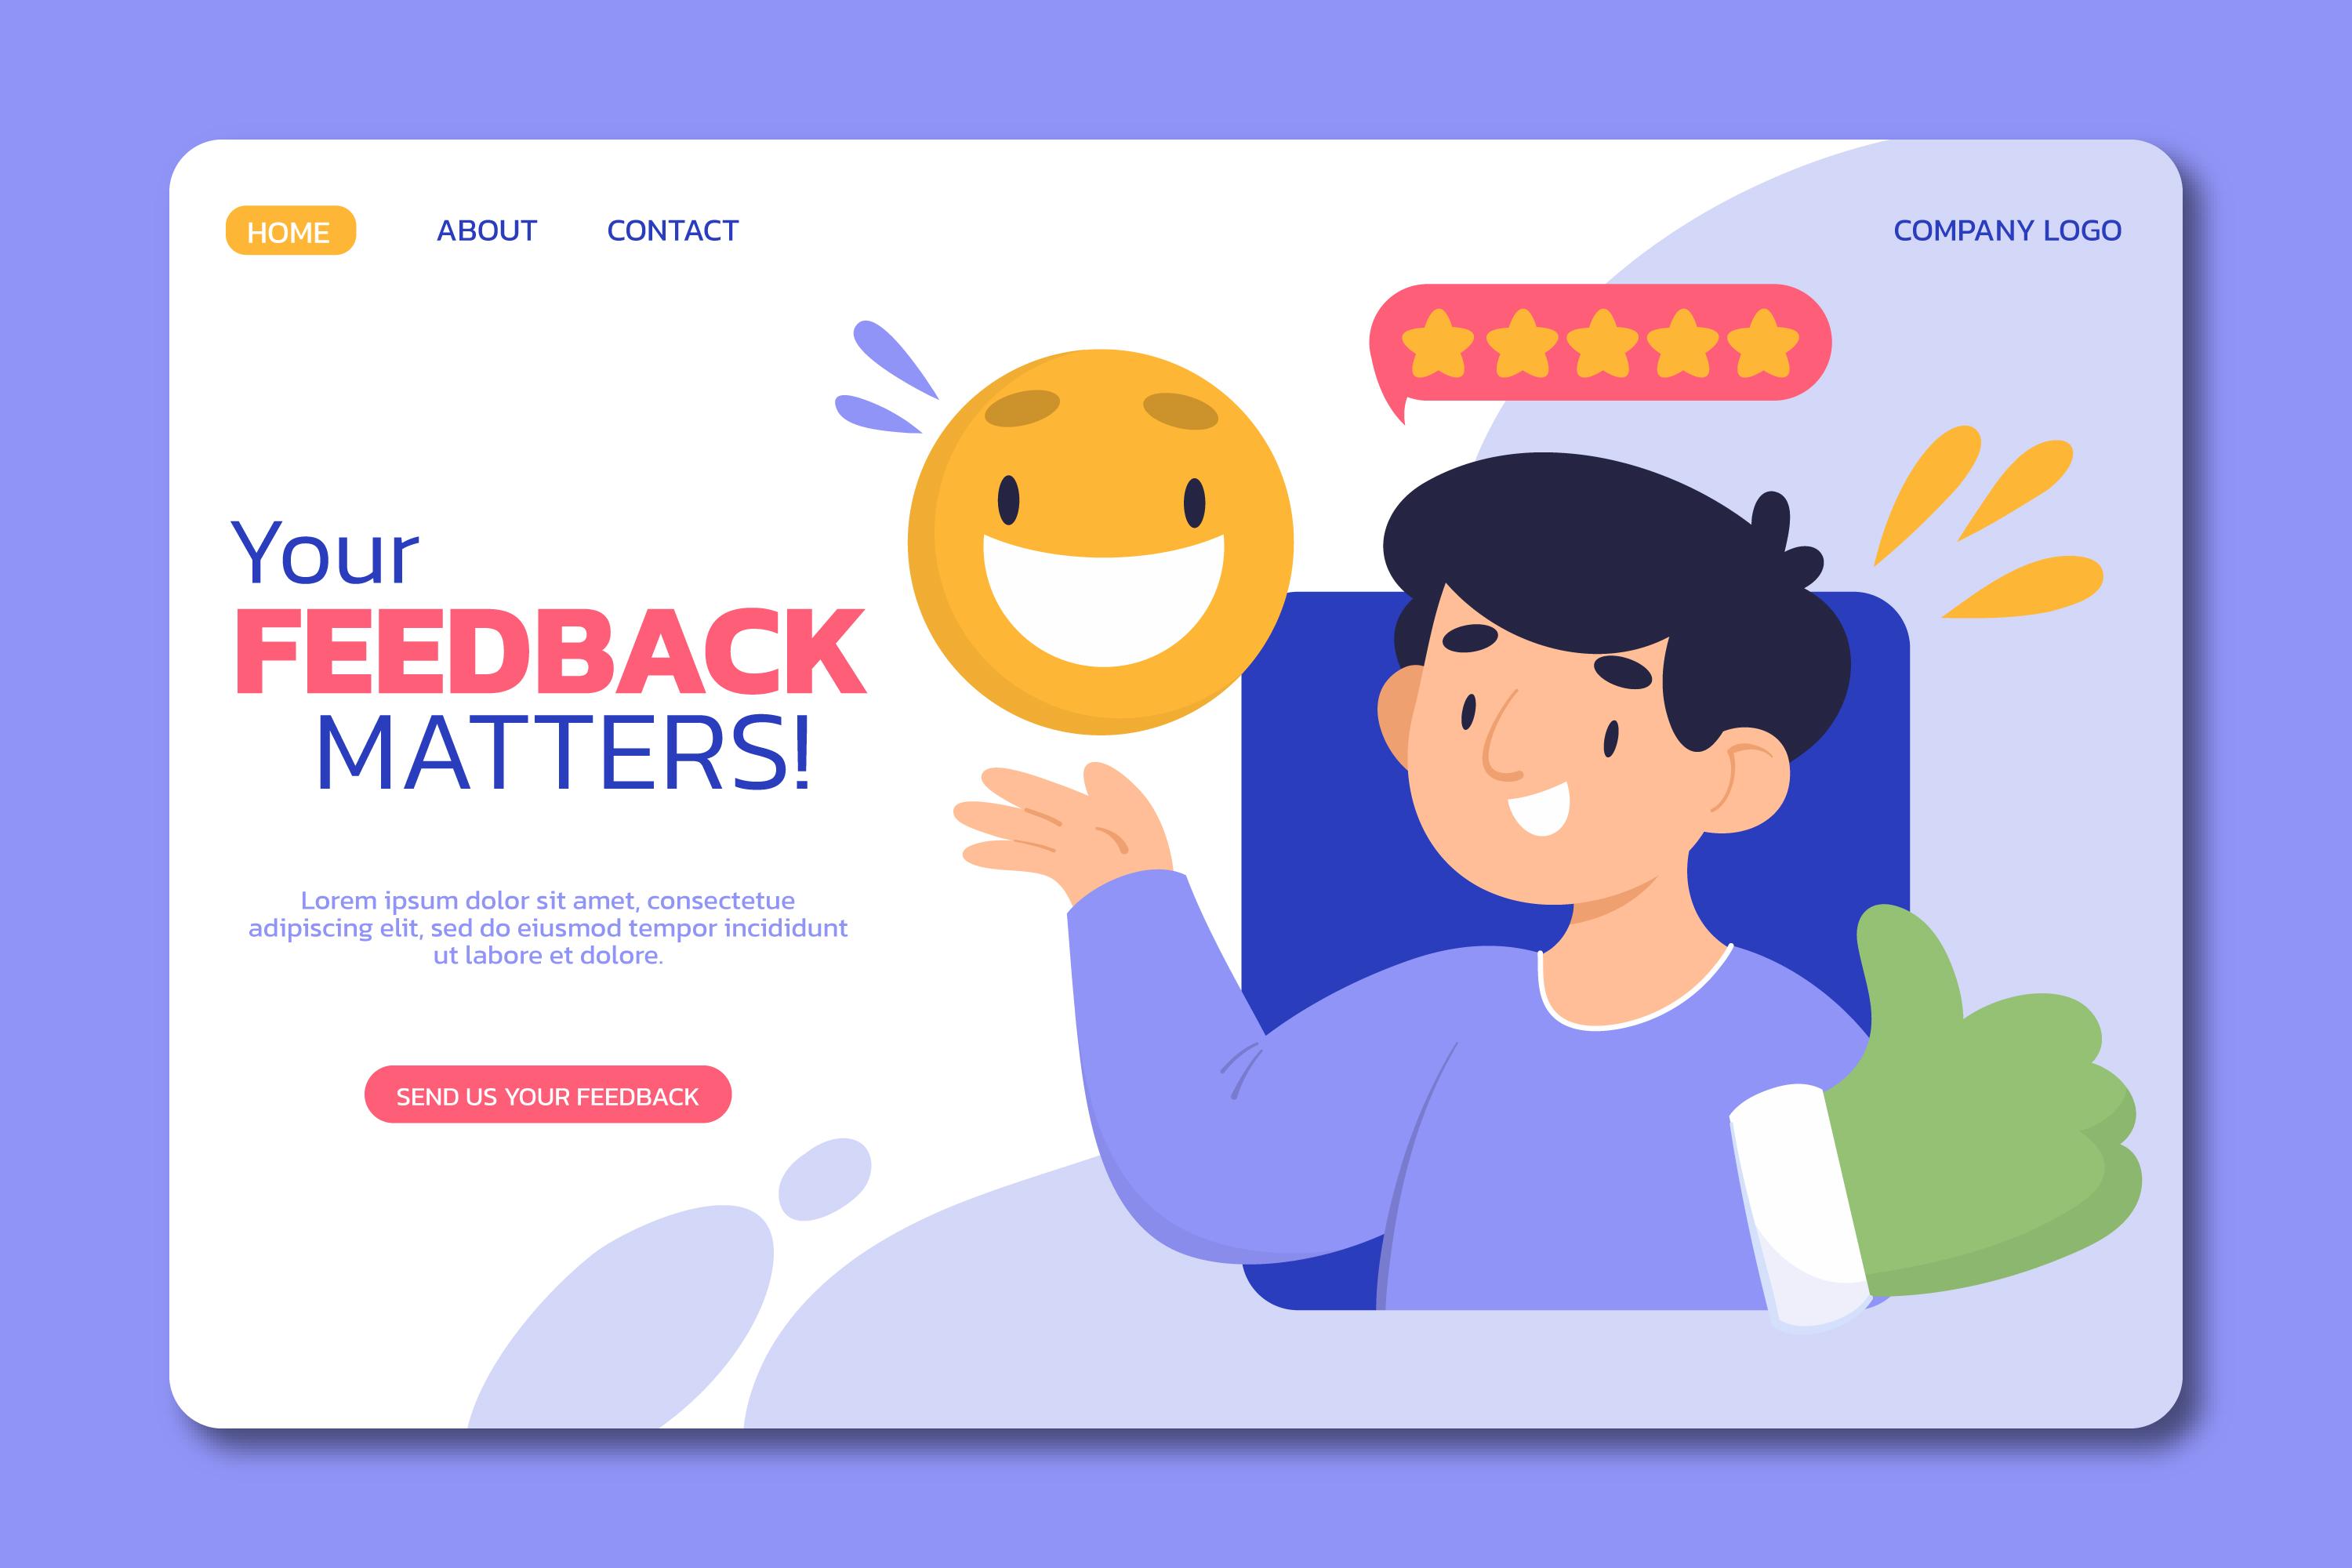 HOME
ABOUT
CONTACT
COMPANY LOGO
Your
FEEDBACK
MATTERS!
Lorem ipsum dolor sit amet, consectetue
adipiscing elit, sed do eiusmod tempor incididunt
ut labore et dolore.
SEND US YOUR FEEDBACK